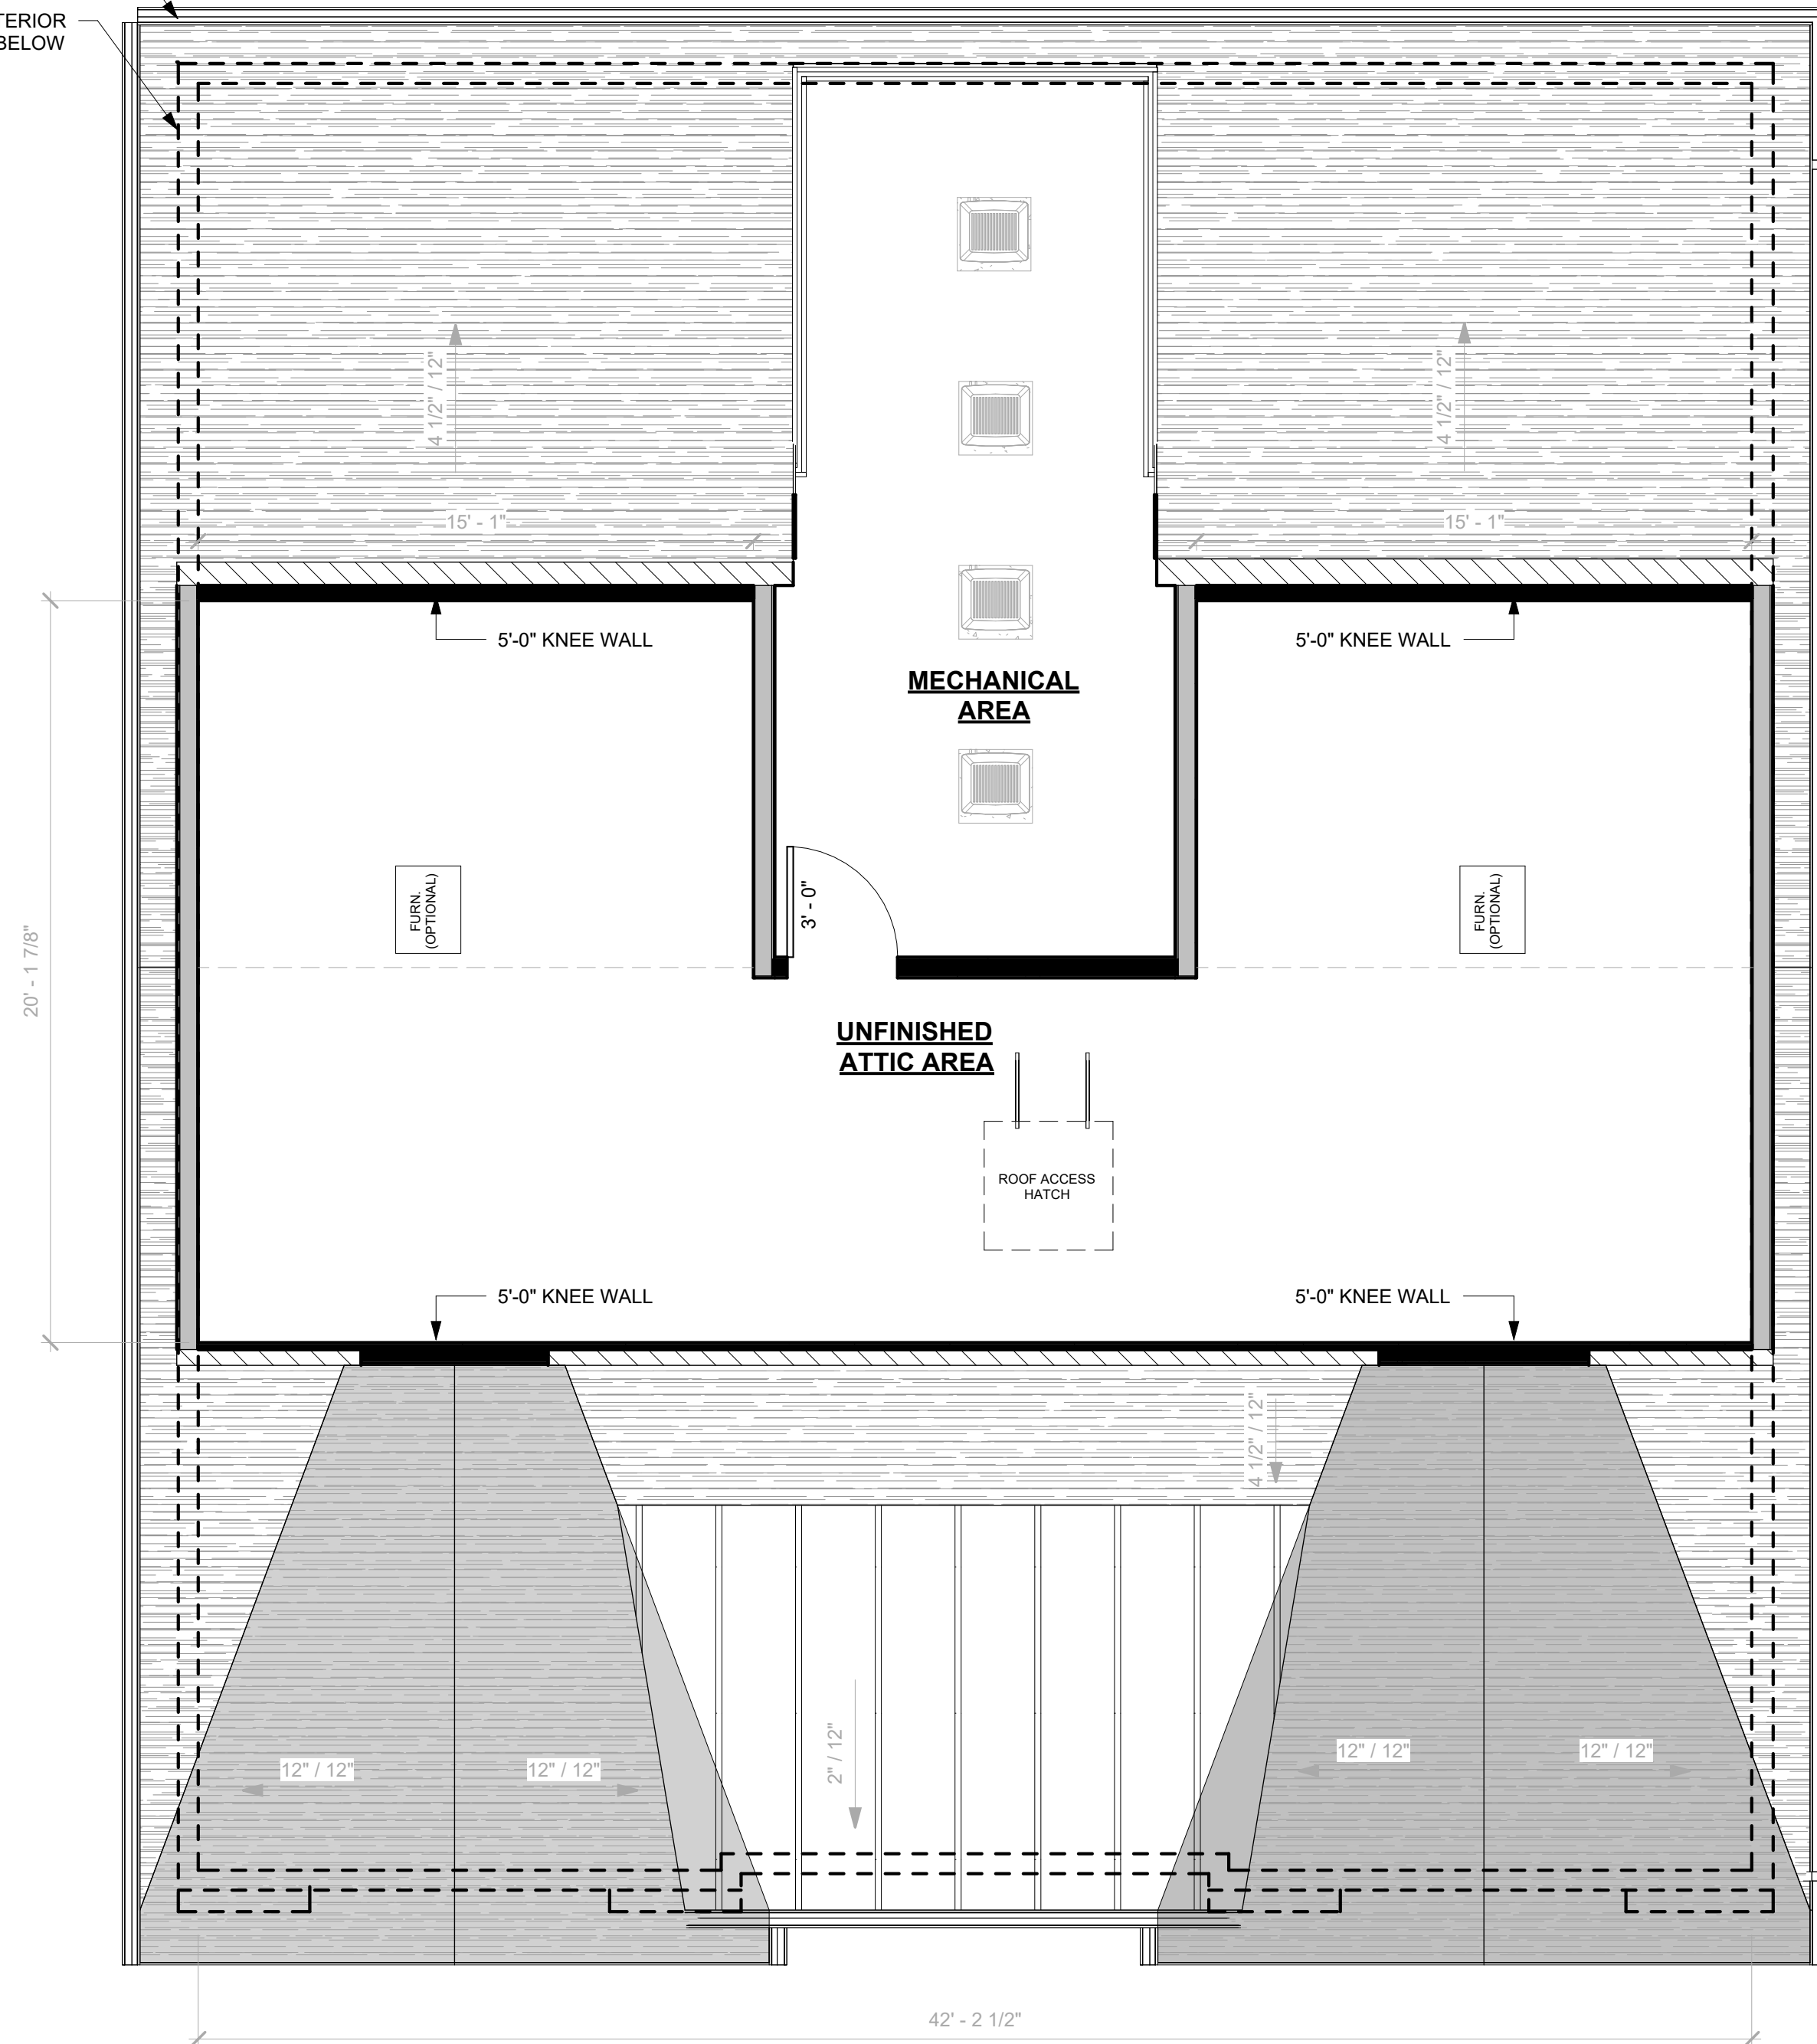 BELOW
4 1/2" / 12"
4 1/2" / 12"
15' - 1"
15' - 1"
5'-0" KNEE WALL
5'-0" KNEE WALL
MECHANICAL
AREA
3' - 0"
FURN.
(OPTIONAL)
FURN.
(OPTIONAL)
20' - 1 7/8"
UNFINISHED
ATTIC AREA
ROOF ACCESS
HATCH
5'-0" KNEE WALL
5'-0" KNEE WALL
4 1/2" / 12"
2" / 12"
12" / 12"
12" / 12"
12" / 12"
12" / 12"
42' - 2 1/2"